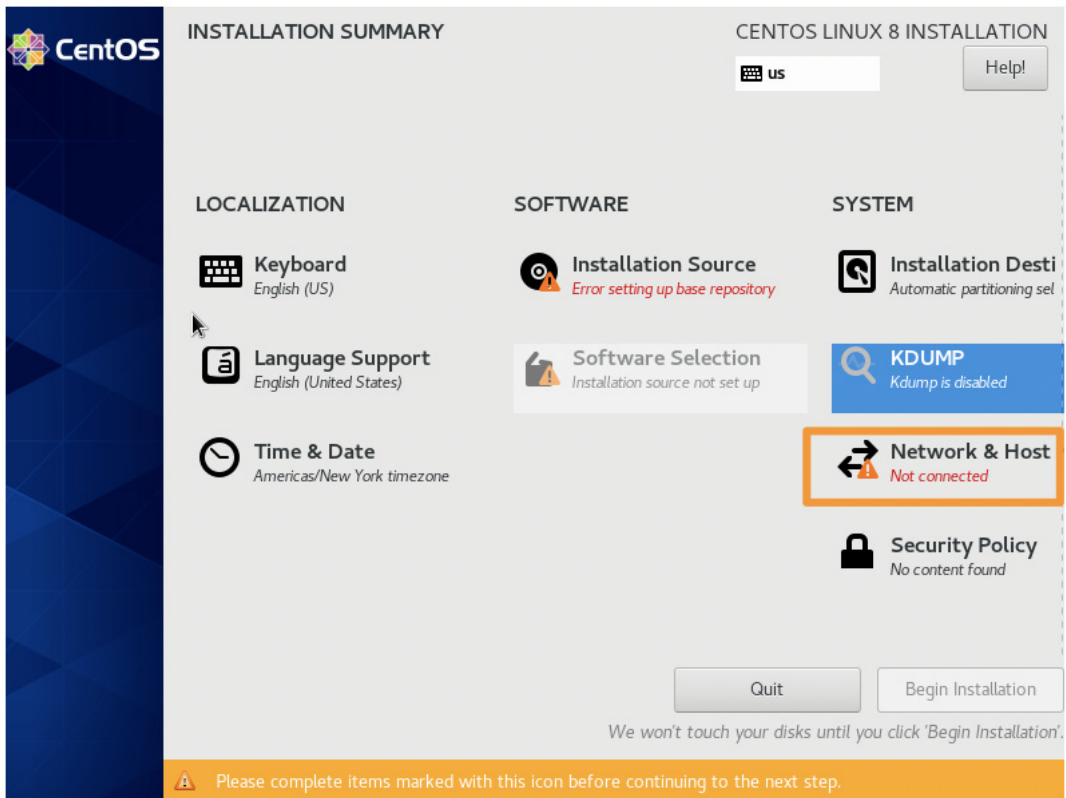 CentOS
INSTALLATION SUMMARY
CENTOS LINUX 8 INSTALLATION
us
Help!
LOCALIZATION
Keyboard
English (US)
Language Support
English (United States)
Time & Date
Americas/New York timezone
SOFTWARE
Installation Source
Error setting up base repository
Software Selection
Installation source not set up
SYSTEM
Installation Desti
Automatic partitioning sel
KDUMP
Kdump is disabled
Network & Host
Not connected
Security Policy
No content found
Quit
Begin Installation
We won't touch your disks until you click 'Begin Installation'.
Please complete items marked with this icon before continuing to the next step.